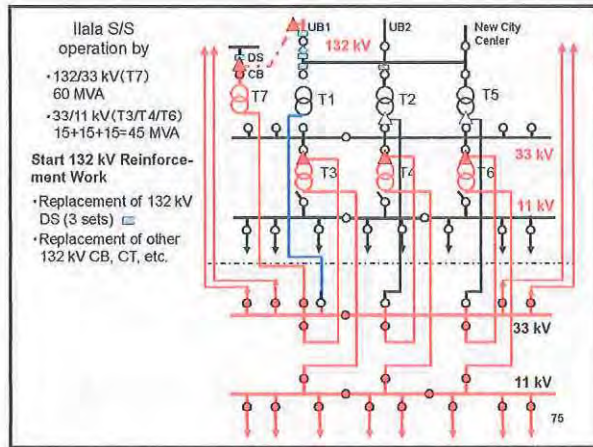 Ilala S/S
operation by
・132/33 kV(T7)
60 MVA
・33/11 kV(T3/T4/T6)
15+15+15=45 MVA
Start 132 kV Reinforce-
ment Work
・Replacement of 132 kV
DS (3 sets)
・Replacement of other
132 kV CB, CT, etc.
UB1
UB2
New City
Center
132 kV
DS
CB
T7
T1
T2
T5
33 kV
T3
T4
T6
11 kV
33 kV
11 kV
75